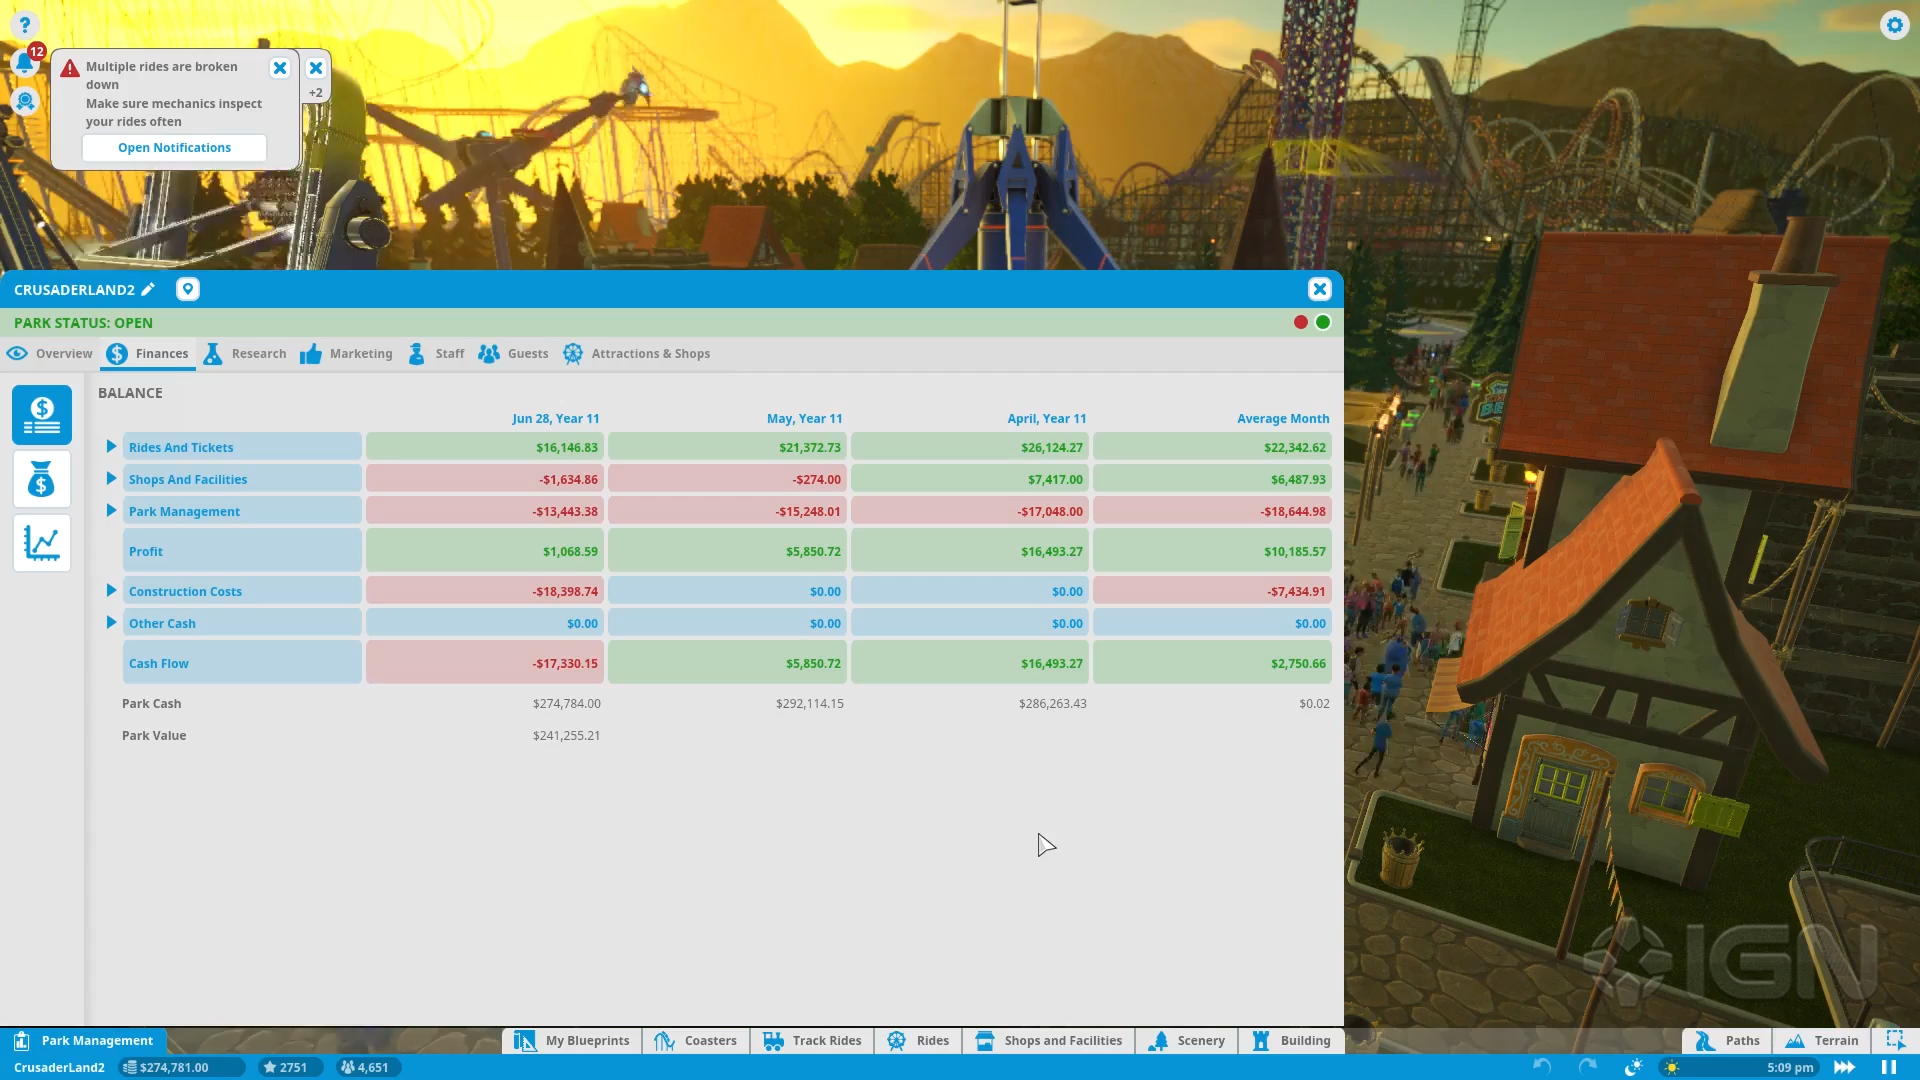 ?
12
Multiple rides are broken
down
Make sure mechanics inspect
your rides often
Open Notifications
+2
CRUSADERLAND2
PARK STATUS: OPEN
Overview Finances Research Marketing Staff Guests Attractions & Shops
BALANCE
Jun 28, Year 11 May, Year 11 April, Year 11 Average Month
Rides And Tickets $16,146.83 $21,372.73 $26,124.27 $22,342.62
Shops And Facilities -$1,634.86 -$274.00 $7,417.00 $6,487.93
Park Management -$13,443.38 -$15,248.01 -$17,048.00 -$18,644.98
Profit $1,068.59 $5,850.72 $16,493.27 $10,185.57
Construction Costs -$18,398.74 $0.00 $0.00 -$7,434.91
Other Cash $0.00 $0.00 $0.00 $0.00
Cash Flow -$17,330.15 $5,850.72 $16,493.27 $2,750.66
Park Cash $274,784.00 $292,114.15 $286,263.43 $0.02
Park Value $241,255.21
IGN
Park Management My Blueprints Coasters Track Rides Rides Shops and Facilities Scenery Building Paths Terrain
CrusaderLand2 $274,781.00 2751 4,651 5:09 pm